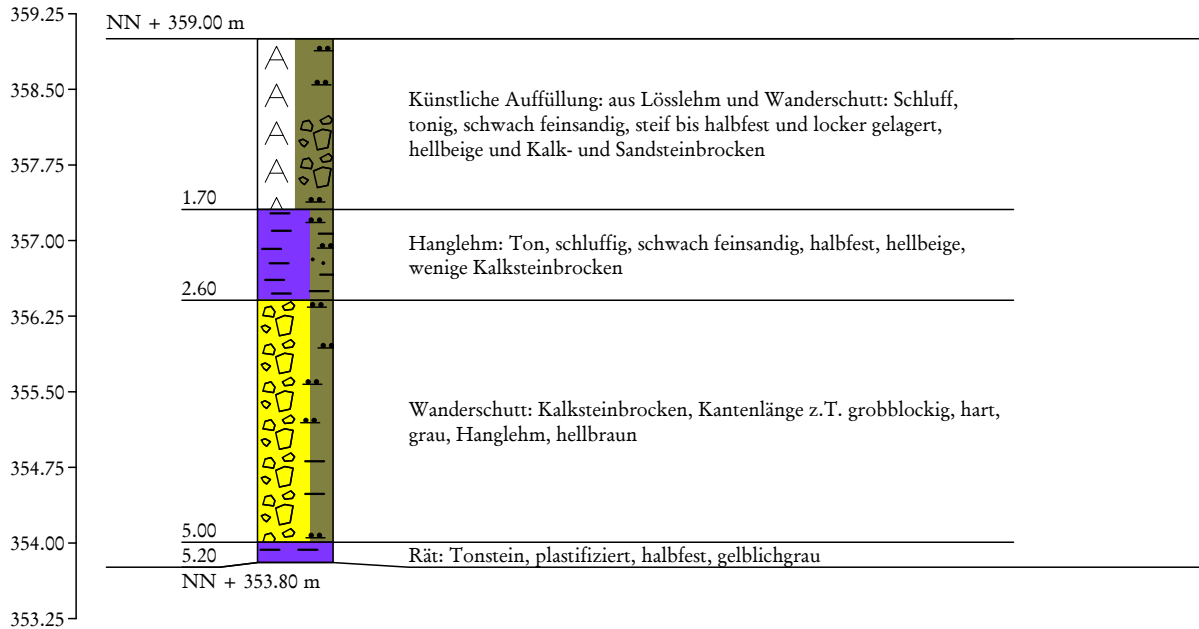 359.25
NN + 359.00 m
358.50
Künstliche Auffüllung: aus Lösslehm und Wanderschutt: Schluff,
tonig, schwach feinsandig, steif bis halbfest und locker gelagert,
hellbeige und Kalk- und Sandsteinbrocken
357.75
1.70
357.00
Hanglehm: Ton, schluffig, schwach feinsandig, halbfest, hellbeige,
wenige Kalksteinbrocken
2.60
356.25
355.50
Wanderschutt: Kalksteinbrocken, Kantenlänge z.T. grobblockig, hart,
grau, Hanglehm, hellbraun
354.75
5.00
354.00
5.20
Rät: Tonstein, plastifiziert, halbfest, gelblichgrau
NN + 353.80 m
353.25